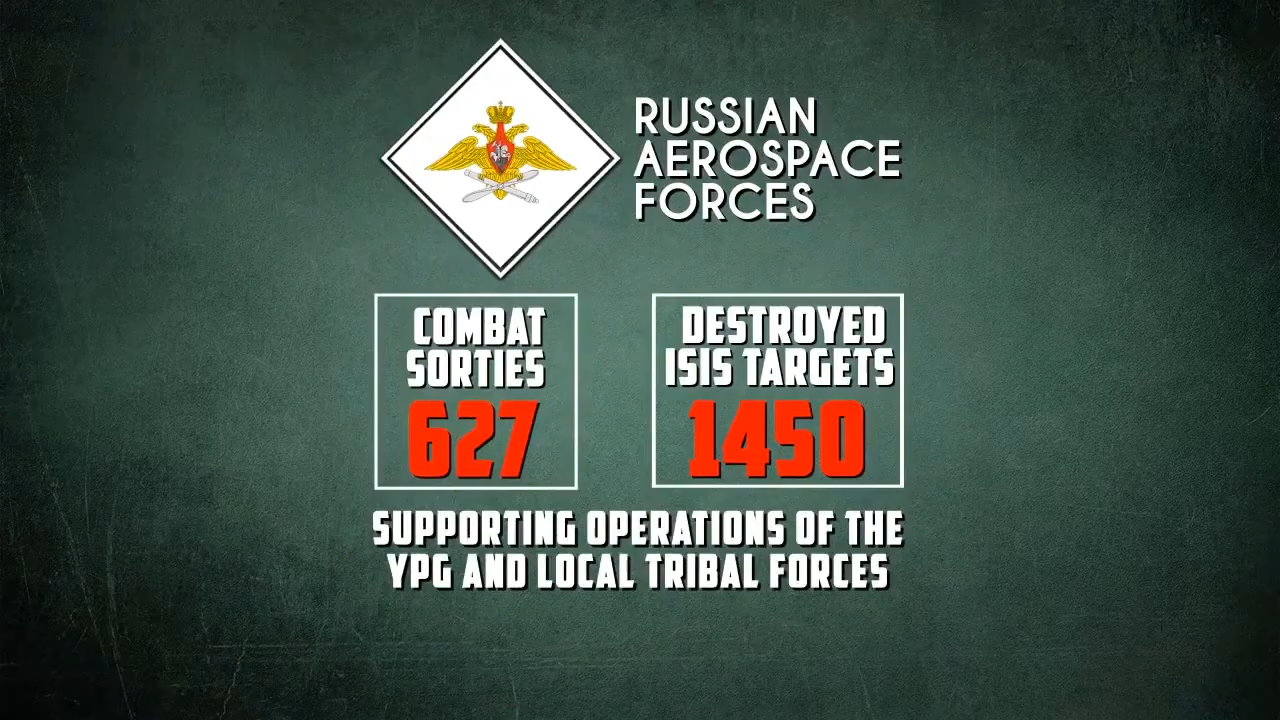 RUSSIAN
AEROSPACE
FORCES
COMBAT
SORTIES
627
DESTROYED
ISIS TARGETS
1450
SUPPORTING OPERATIONS OF THE
YPG AND LOCAL TRIBAL FORCES